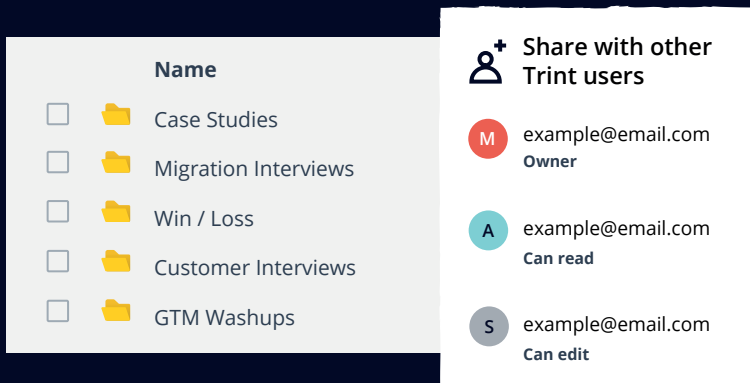 Name
Case Studies
Migration Interviews
Win / Loss
Customer Interviews
GTM Washups
Share with other
Trint users
M
example@email.com
Owner
A
example@email.com
Can read
S
example@email.com
Can edit